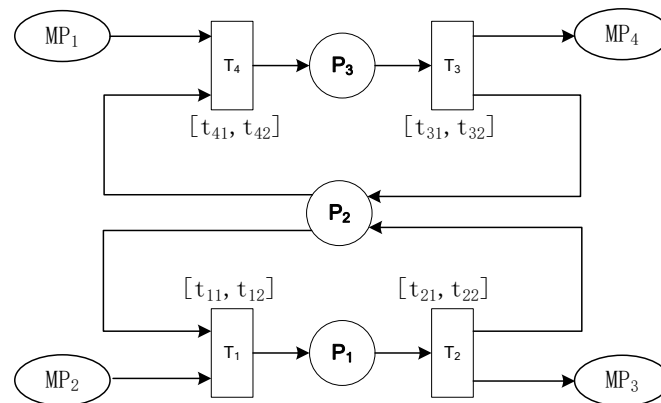 MP₁
T₄
P₃
T₃
MP₄
[t₄₁, t₄₂]
[t₃₁, t₃₂]
P₂
[t₁₁, t₁₂]
[t₂₁, t₂₂]
MP₂
T₁
P₁
T₂
MP₃